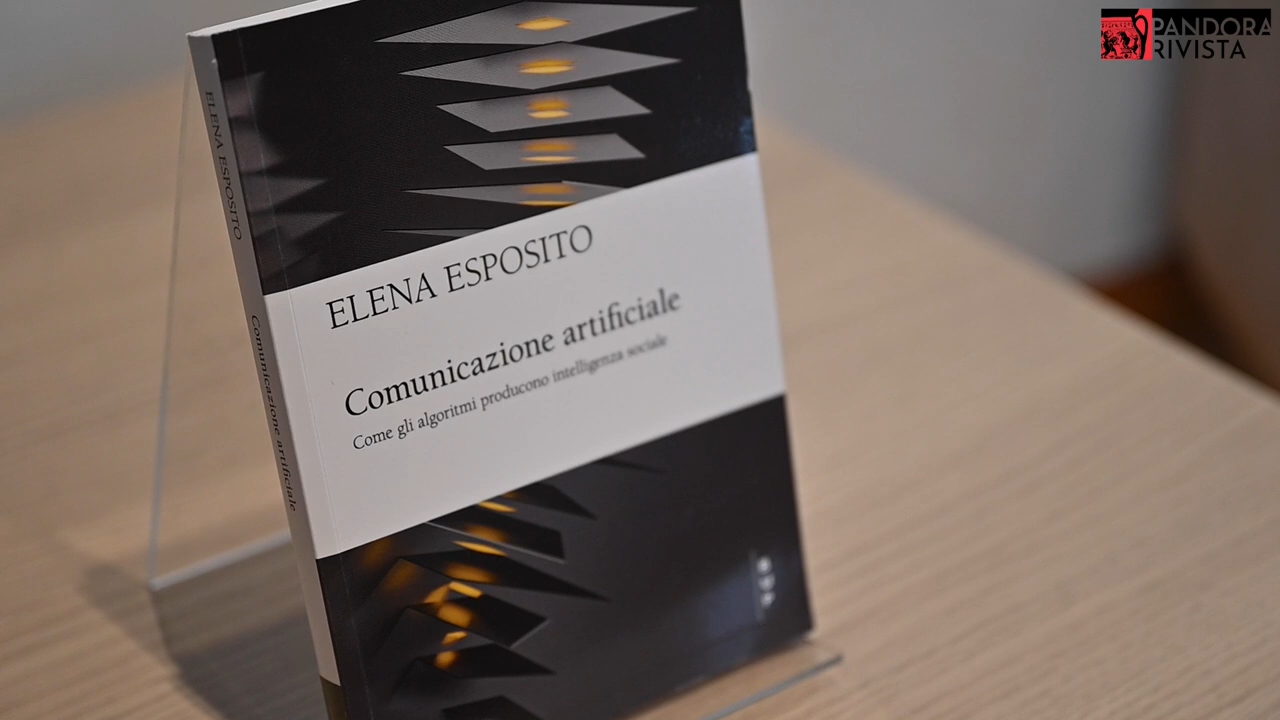 PANDORA
RIVISTA
ELENA ESPOSITO
Comunicazione artificiale
Come gli algoritmi producono intelligenza sociale
ELENA ESPOSITO
Comunicazione artificiale